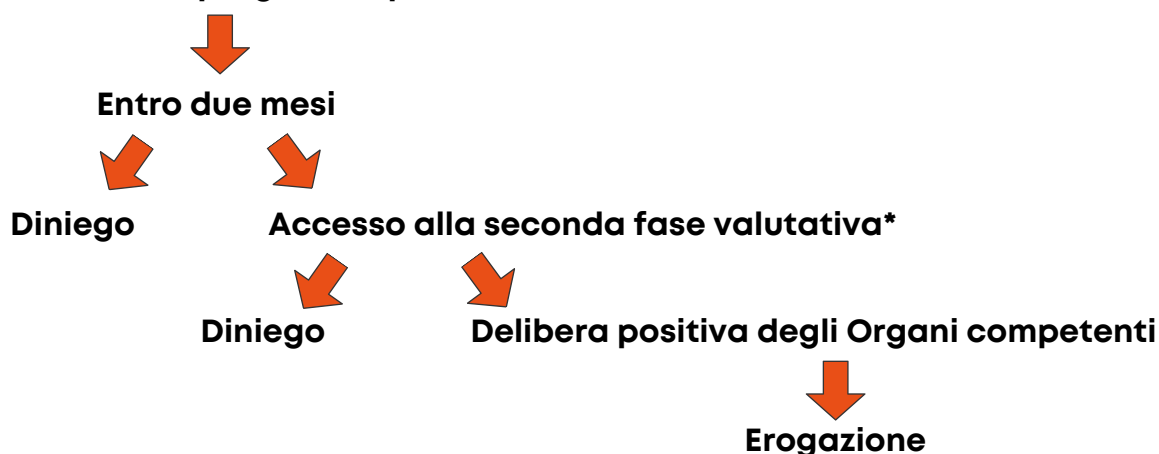 Entro due mesi
Diniego Accesso alla seconda fase valutativa*
Diniego Delibera positiva degli Organi competenti
Erogazione